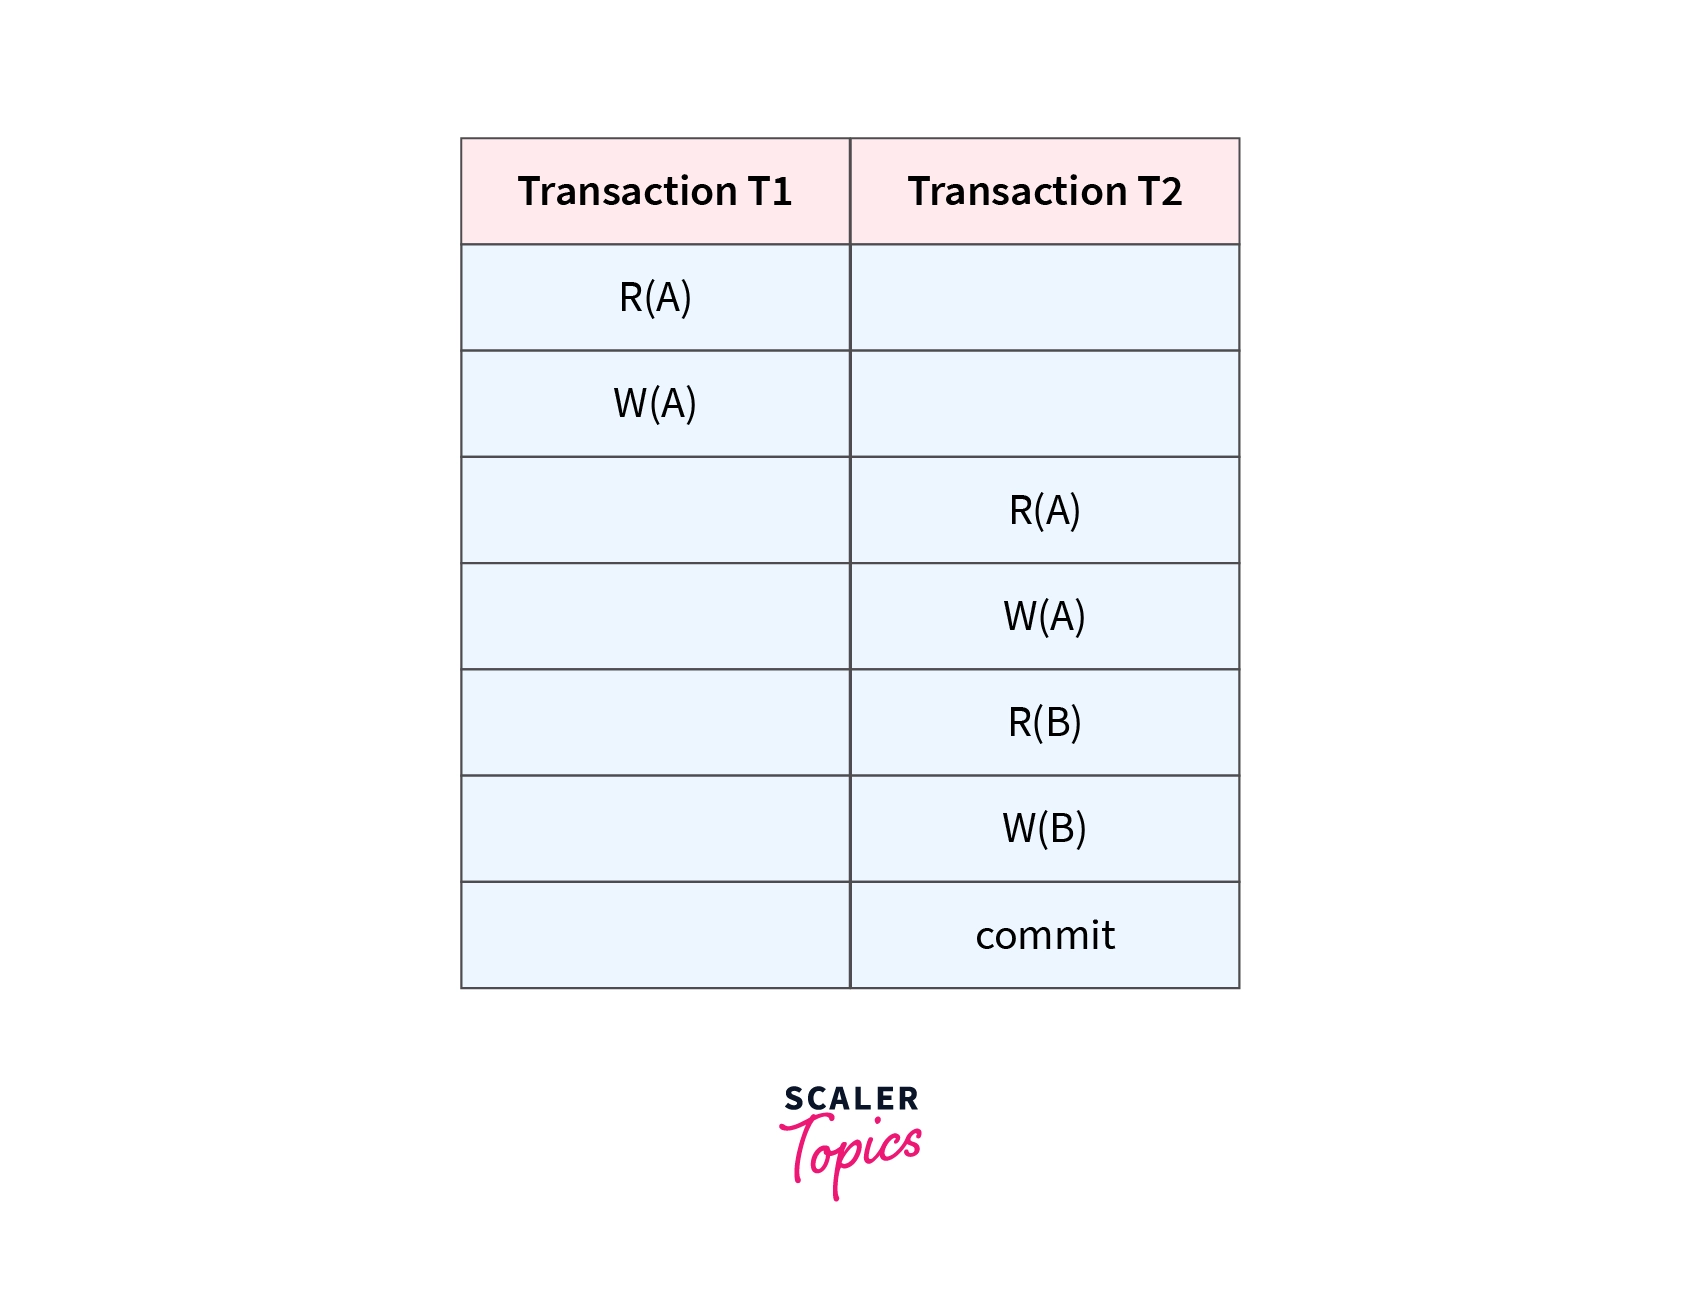 Transaction T1 Transaction T2
R(A)
W(A)
R(A)
W(A)
R(B)
W(B)
commit
SCALER
Topics